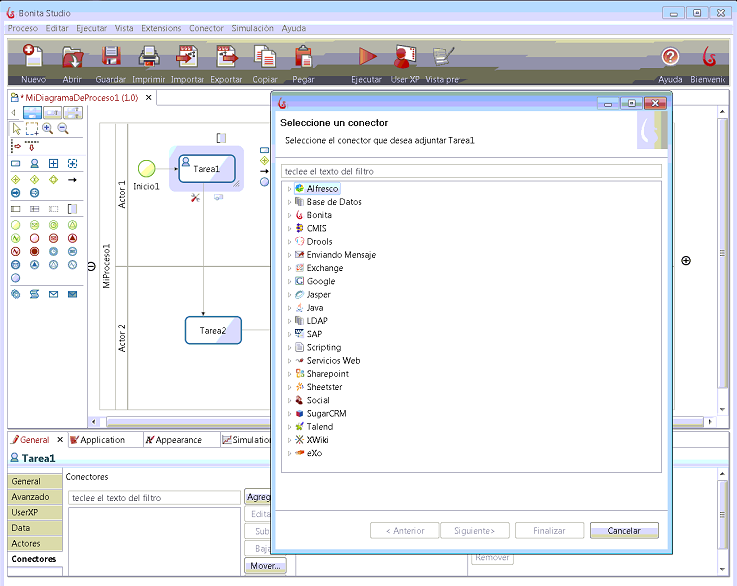 Bonita Studio
Proceso Editar Ejecutar Vista Extensions Conector Simulación Ayuda
Nuevo Abrir Guardar Imprimir Importar Exportar Copiar Pegar Ejecutar User XP Vista pre Ayuda Bienveni
*MiDiagramaDeProceso1 (1.0)
MiProceso1
Actor 1
Inicio1
Tarea1
Actor 2
Tarea2
Seleccione un conector
Seleccione el conector que desea adjuntar Tarea1
teclee el texto del filtro
Alfresco
Base de Datos
Bonita
CMIS
Drools
Enviando Mensaje
Exchange
Google
Jasper
Java
LDAP
SAP
Scripting
Servicios Web
Sharepoint
Sheetster
Social
SugarCRM
Talend
XWiki
eXo
< Anterior Siguiente> Finalizar Cancelar
General Application Appearance Simulation
Tarea1
General
Avanzado
UserXP
Data
Actores
Conectores
Conectores
teclee el texto del filtro
Agreg
Edita
Sub
Baja
Mover...
Remover